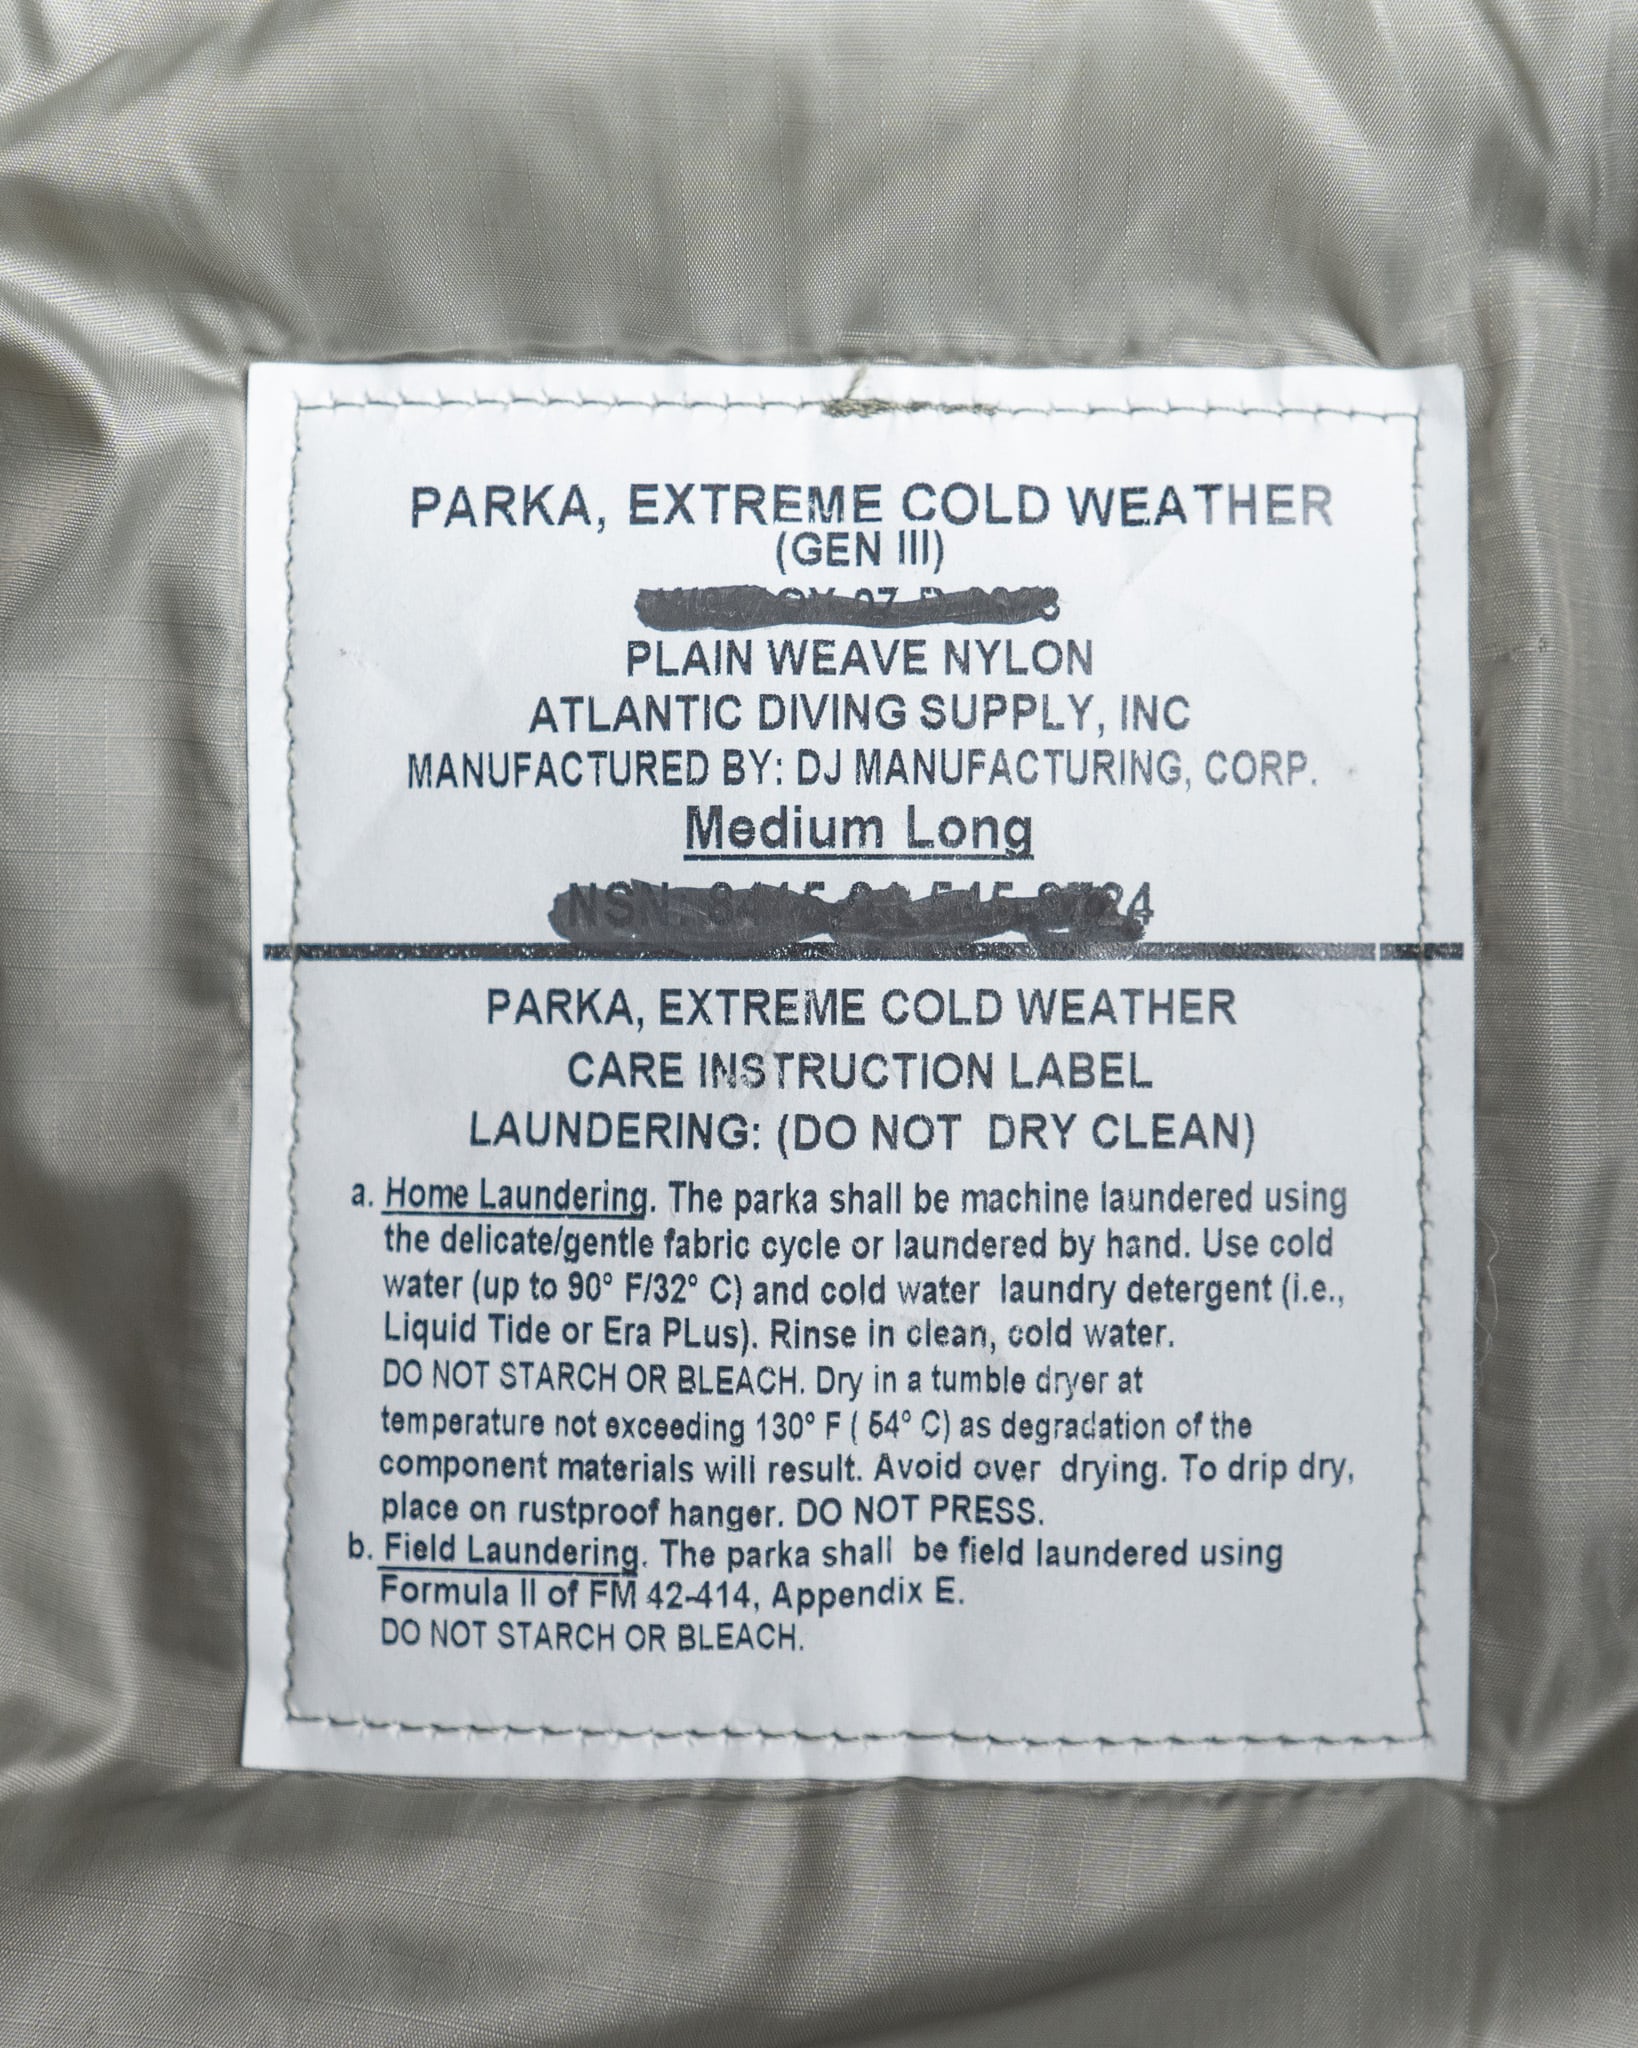 PARKA, EXTREME COLD WEATHER
(GEN III)
PLAIN WEAVE NYLON
ATLANTIC DIVING SUPPLY, INC
MANUFACTURED BY: DJ MANUFACTURING, CORP.
Medium Long
NSN:
PARKA, EXTREME COLD WEATHER
CARE INSTRUCTION LABEL
LAUNDERING: (DO NOT DRY CLEAN)
a. Home Laundering. The parka shall be machine laundered using
the delicate/gentle fabric cycle or laundered by hand. Use cold
water (up to 90° F/32° C) and cold water laundry detergent (i.e.,
Liquid Tide or Era PLus). Rinse in clean, cold water.
DO NOT STARCH OR BLEACH. Dry in a tumble dryer at
temperature not exceeding 130° F ( 54° C) as degradation of the
component materials will result. Avoid over drying. To drip dry,
place on rustproof hanger. DO NOT PRESS.
b. Field Laundering. The parka shall be field laundered using
Formula II of FM 42-414, Appendix E.
DO NOT STARCH OR BLEACH.